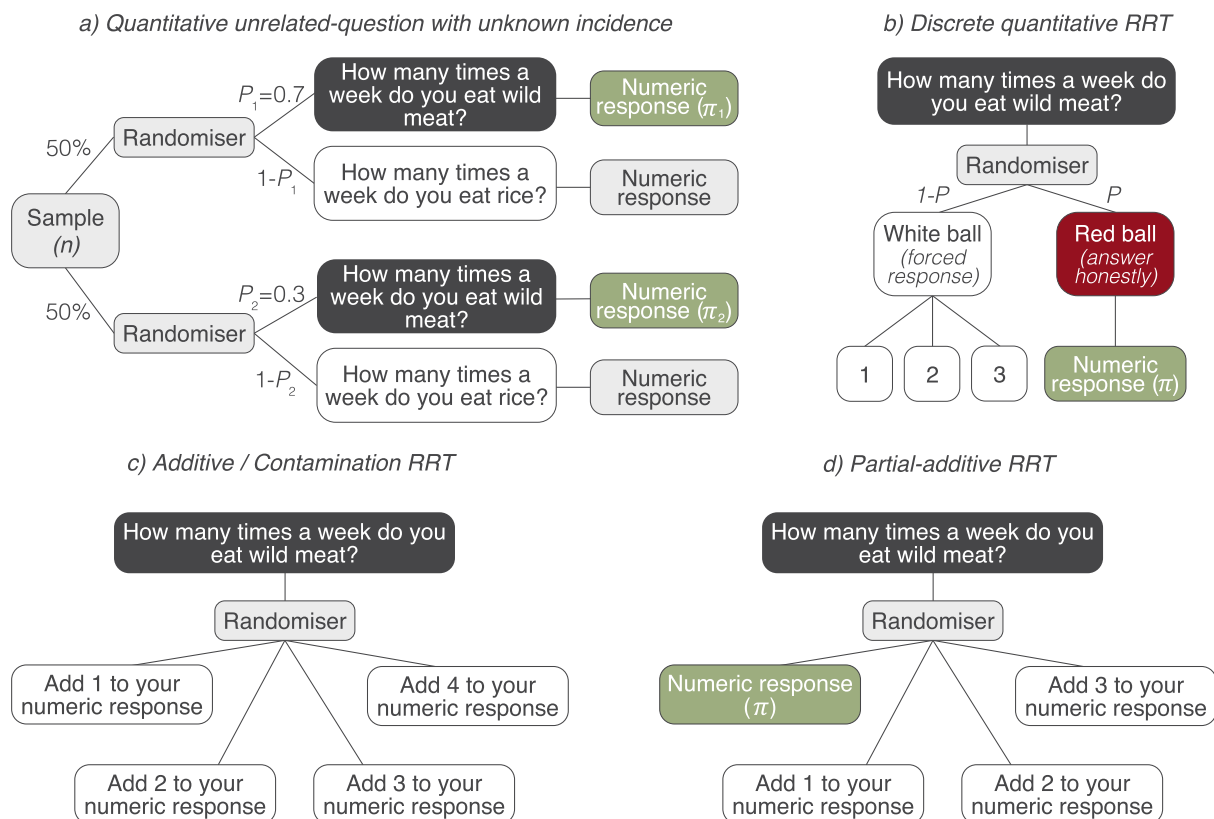 a) Quantitative unrelated-question with unknown incidence
50%
50%
Sample
(n)
Randomiser
Randomiser
P₁=0.7
1-P₁
P₂=0.3
1-P₂
How many times a
week do you eat wild
meat?
Numeric
response (π₁)
How many times a
week do you eat rice?
Numeric
response
How many times a
week do you eat wild
meat?
Numeric
response (π₂)
How many times a
week do you eat rice?
Numeric
response
b) Discrete quantitative RRT
How many times a week do
you eat wild meat?
Randomiser
1-P
P
White ball
(forced
response)
Red ball
(answer
honestly)
1
2
3
Numeric
response (π)
c) Additive / Contamination RRT
How many times a week do you
eat wild meat?
Randomiser
Add 1 to your
numeric response
Add 2 to your
numeric response
Add 3 to your
numeric response
Add 4 to your
numeric response
d) Partial-additive RRT
How many times a week do you
eat wild meat?
Randomiser
Numeric response
(π)
Add 1 to your
numeric response
Add 2 to your
numeric response
Add 3 to your
numeric response